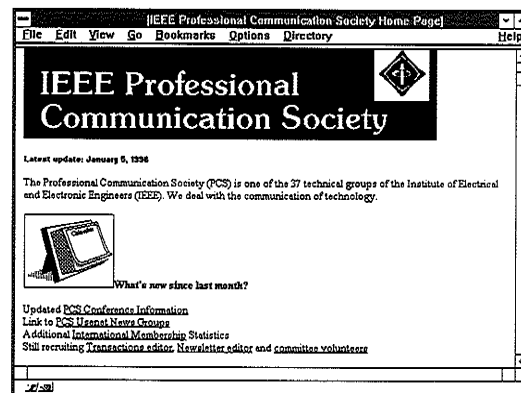 [IEEE Professional Communication Society Home Page]
File Edit View Go Bookmarks Options Directory Help
IEEE Professional
Communication Society
Latest update: January 5, 1996
The Professional Communication Society (PCS) is one of the 37 technical groups of the Institute of Electrical
and Electronic Engineers (IEEE). We deal with the communication of technology.
Calendar
What's new since last month?
Updated PCS Conference Information
Link to PCS Usenet News Groups
Additional International Membership Statistics
Still recruiting Transactions editor, Newsletter editor and committee volunteers